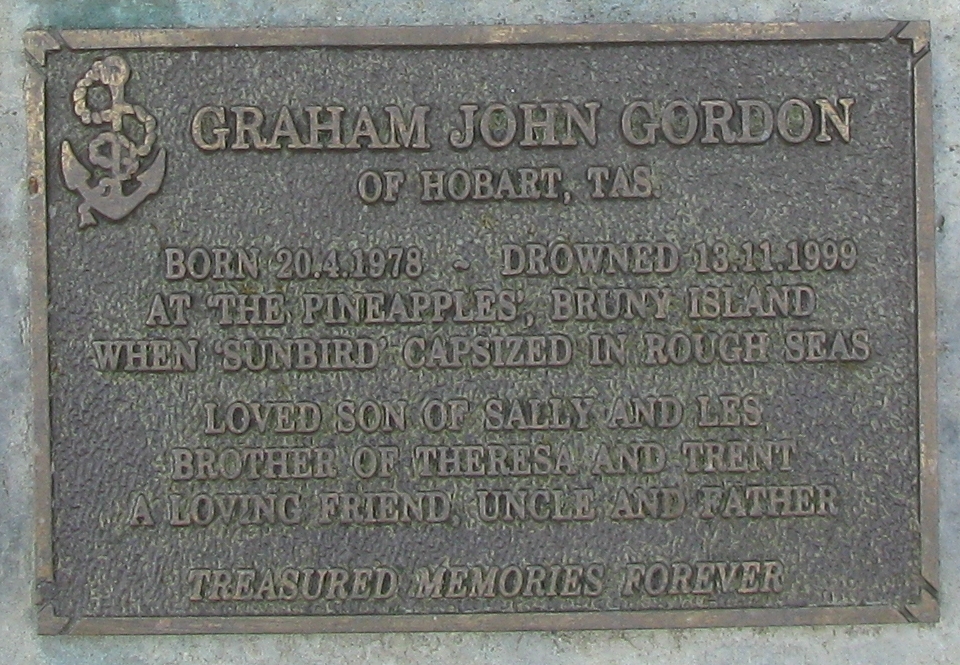 GRAHAM JOHN GORDON
OF HOBART, TAS.
BORN 20.4.1978 ~ DROWNED 13.11.1999
AT 'THE PINEAPPLES', BRUNY ISLAND
WHEN 'SUNBIRD' CAPSIZED IN ROUGH SEAS
LOVED SON OF SALLY AND LES
BROTHER OF THERESA AND TRENT
A LOVING FRIEND, UNCLE AND FATHER
TREASURED MEMORIES FOREVER